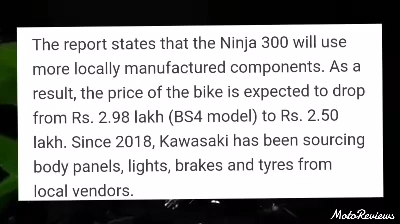 The report states that the Ninja 300 will use
more locally manufactured components. As a
result, the price of the bike is expected to drop
from Rs. 2.98 lakh (BS4 model) to Rs. 2.50
lakh. Since 2018, Kawasaki has been sourcing
body panels, lights, brakes and tyres from
local vendors.
MotoReviews